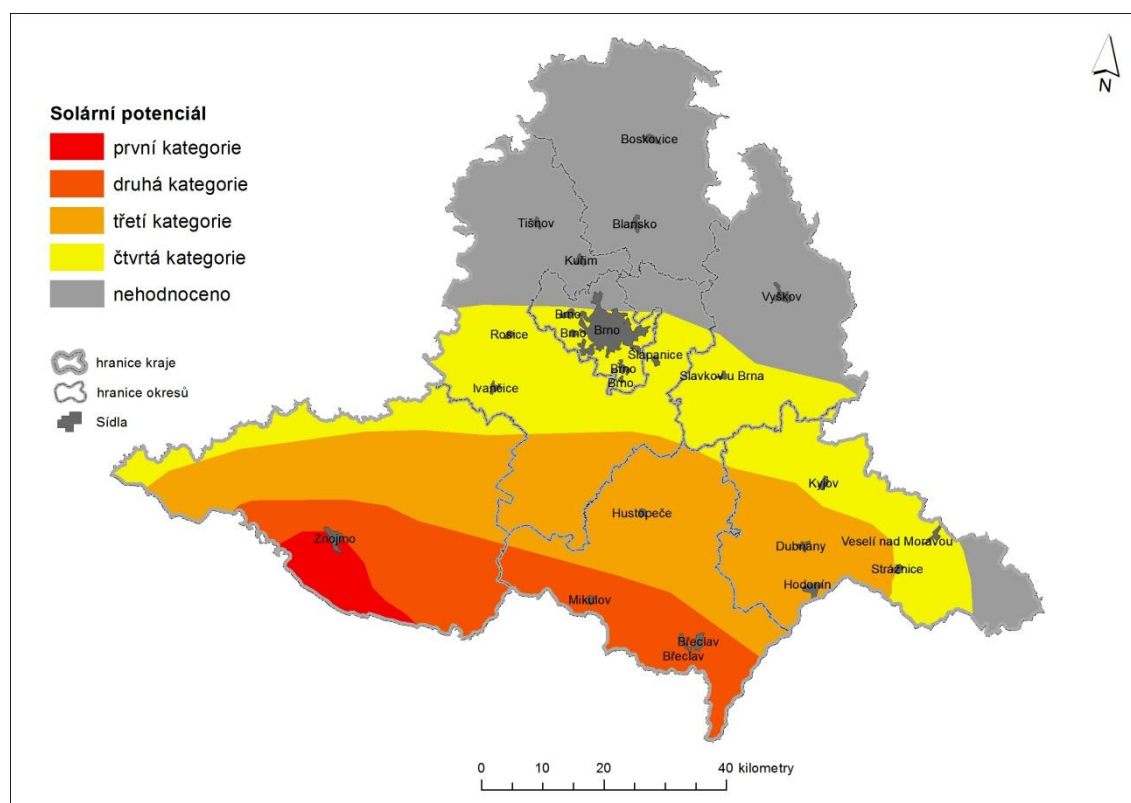 N
Solární potenciál
první kategorie
druhá kategorie
třetí kategorie
čtvrtá kategorie
nehodnoceno
hranice kraje
hranice okresů
Sídla
Boskovice
Tišnov
Blansko
Kuřim
Vyškov
Brno
Brno
Brno
Rosice
Šlapanice
Brno
Brno
Slavkov u Brna
Ivančice
Kyjov
Hustopeče
Znojmo
Dubňany
Veselí nad Moravou
Strážnice
Hodonín
Mikulov
Břeclav
Břeclav
0 10 20 40 kilometry